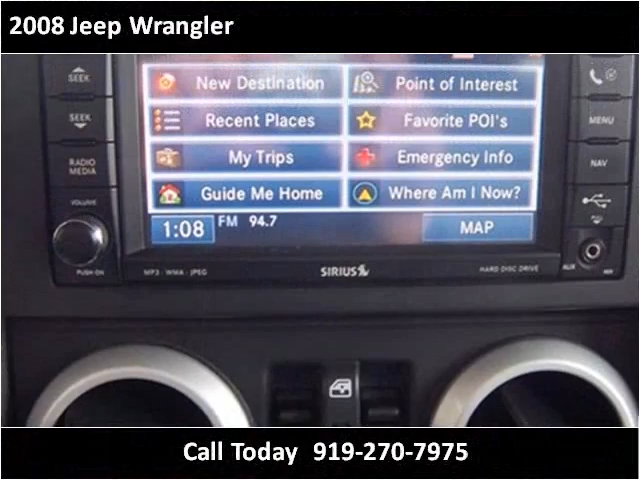 2008 Jeep Wrangler
SEEK
SEEK
RADIO
MEDIA
VOLUME
PUSH-ON
New Destination
Point of Interest
Recent Places
Favorite POI's
My Trips
Emergency Info
Guide Me Home
Where Am I Now?
1:08
FM 94.7
MAP
MENU
NAV
AUX
MP3 : WMA : JPEG
SIRIUS
HARD DISC DRIVE
Call Today 919-270-7975